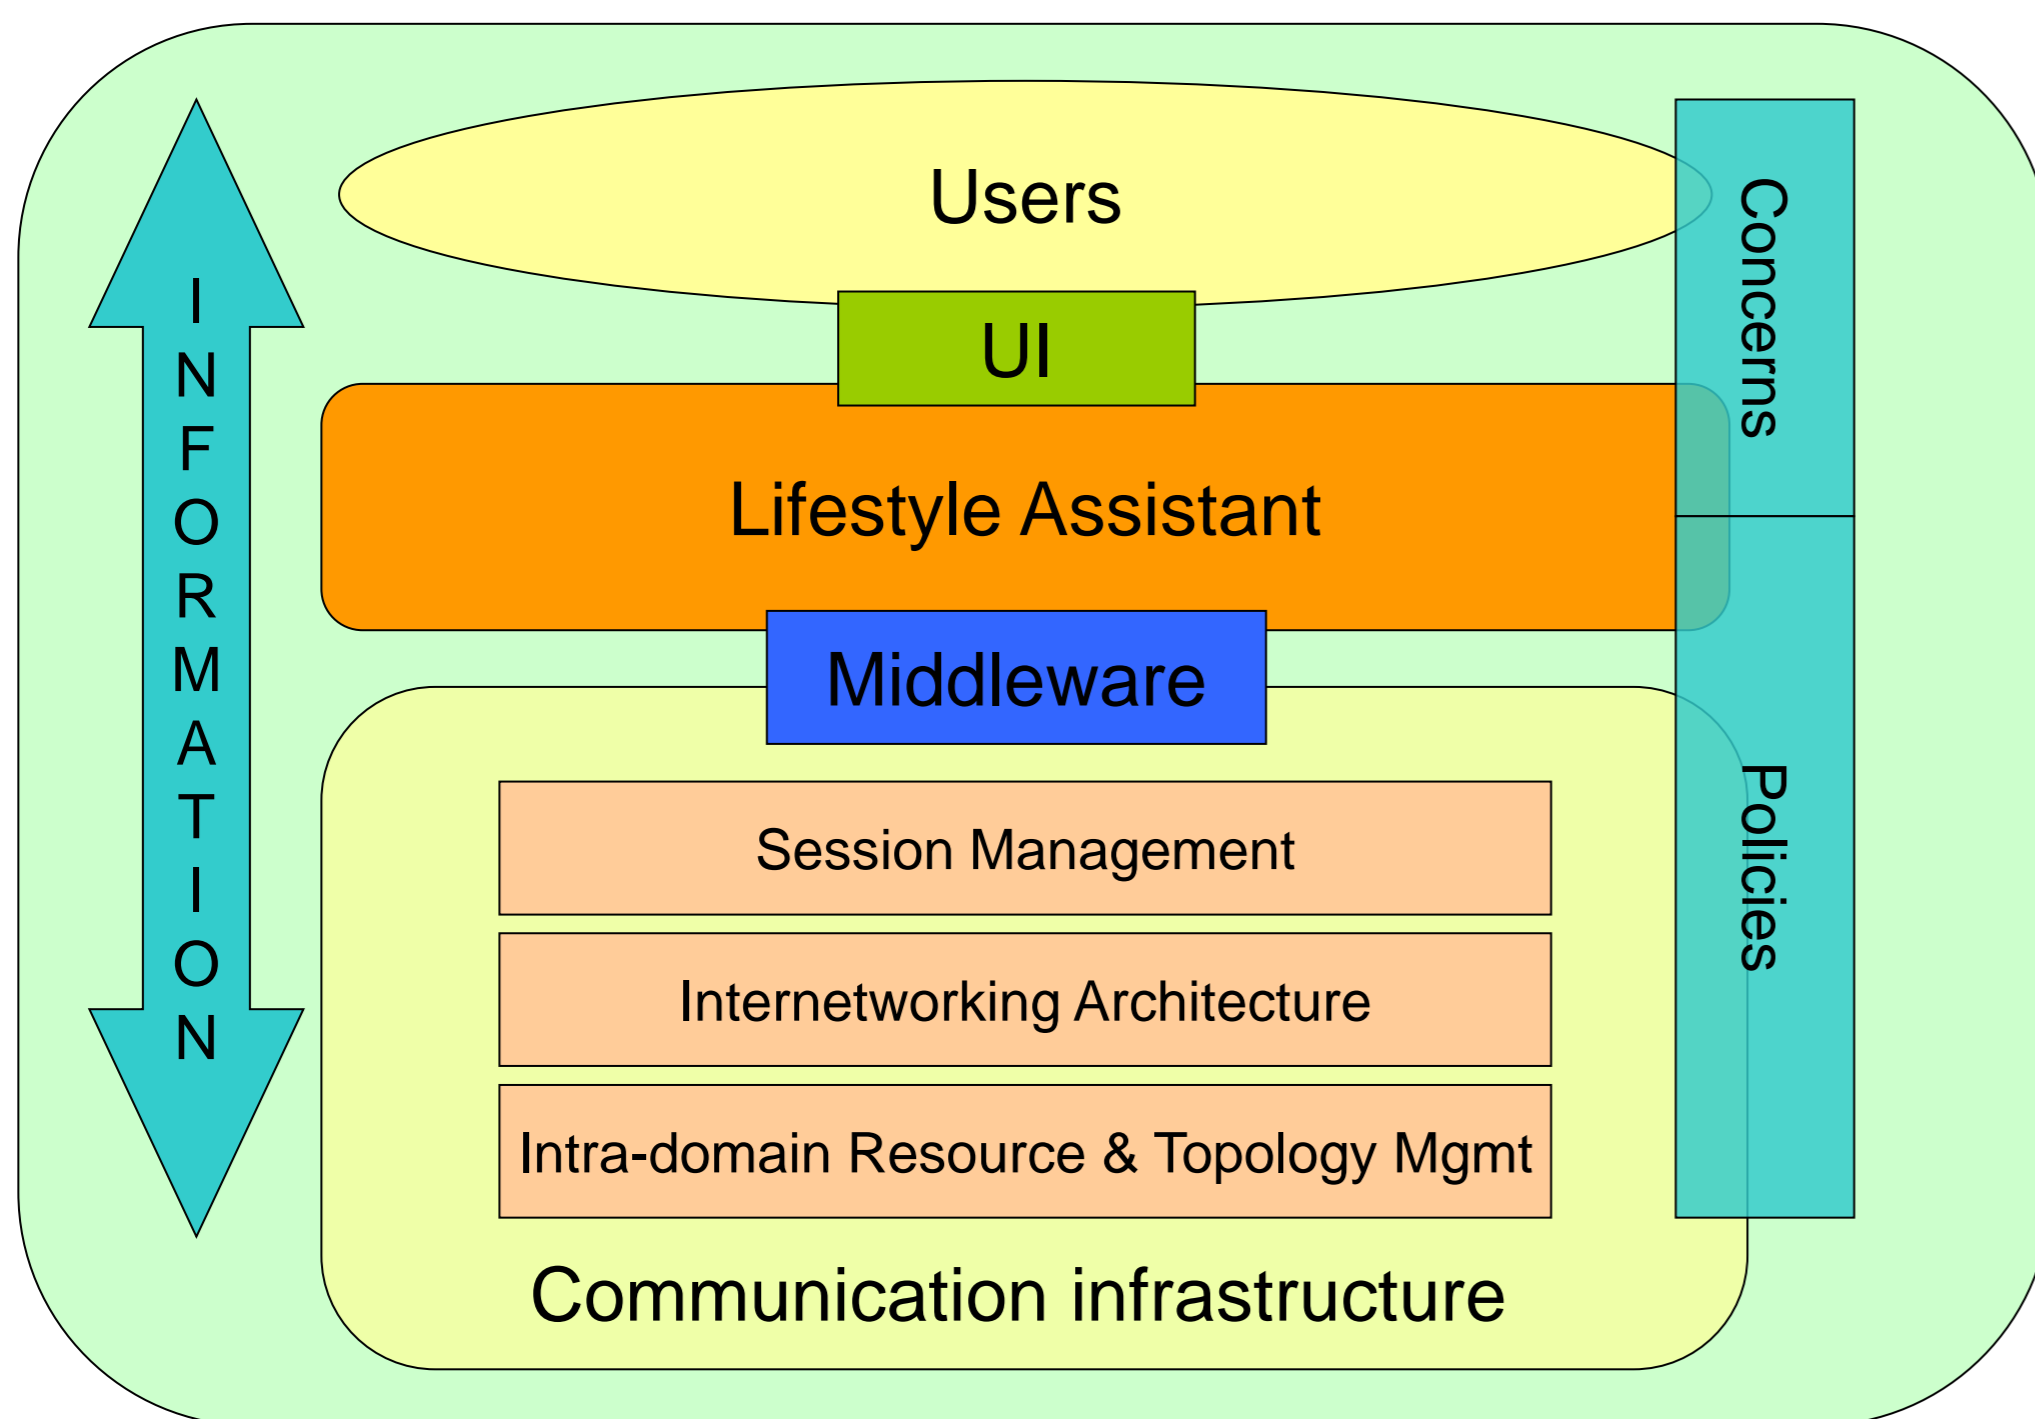 Users
UI
Lifestyle Assistant
Middleware
Session Management
Internetworking Architecture
Intra-domain Resource & Topology Mgmt
Communication infrastructure
INFORMATION
Concerns
Policies